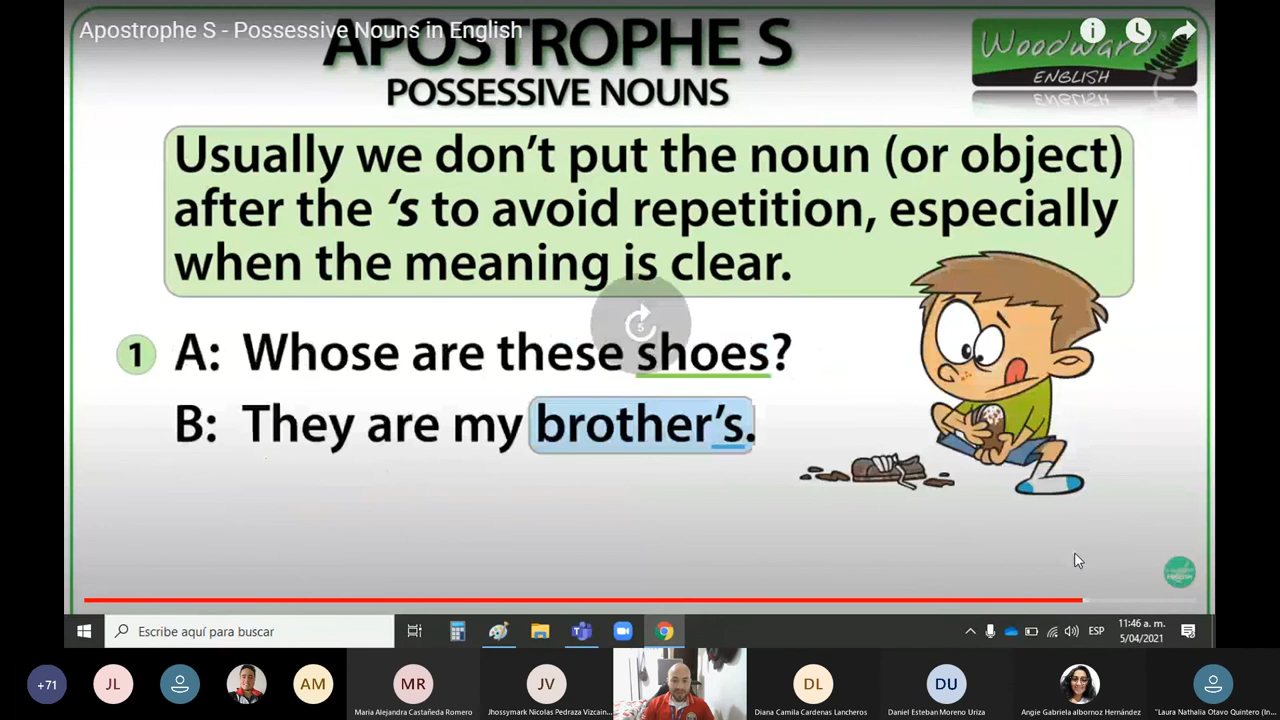 Apostrophe S - Possessive Nouns in English
APOSTROPHE S
POSSESSIVE NOUNS
Woodward
ENGLISH
Usually we don't put the noun (or object)
after the 's to avoid repetition, especially
when the meaning is clear.
5
1 A: Whose are these shoes?
B: They are my brother's.
Escribe aquí para buscar
ESP
11:46 a. m.
5/04/2021
+71
JL
AM
MR
JV
DL
DU
Maria Alejandra Castañeda Romero
Jhossymark Nicolas Pedraza Vizcain...
Diana Camila Cardenas Lancheros
Daniel Esteban Moreno Uriza
Angie Gabriela albornoz Hernández
"Laura Nathalia Otavo Quintero (In...